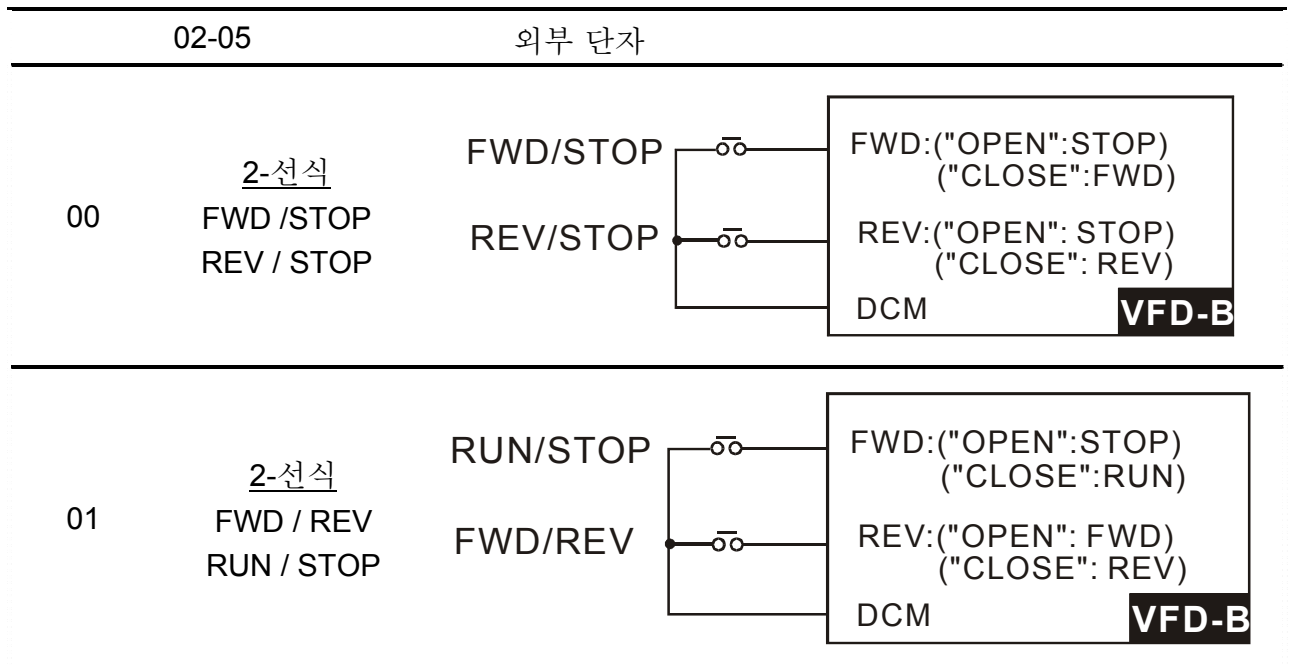 02-05 외부 단자
00
2-선식
FWD /STOP
REV / STOP
FWD/STOP
REV/STOP
FWD:("OPEN":STOP)
("CLOSE":FWD)
REV:("OPEN": STOP)
("CLOSE": REV)
DCM
VFD-B
01
2-선식
FWD / REV
RUN / STOP
RUN/STOP
FWD/REV
FWD:("OPEN":STOP)
("CLOSE":RUN)
REV:("OPEN": FWD)
("CLOSE": REV)
DCM
VFD-B